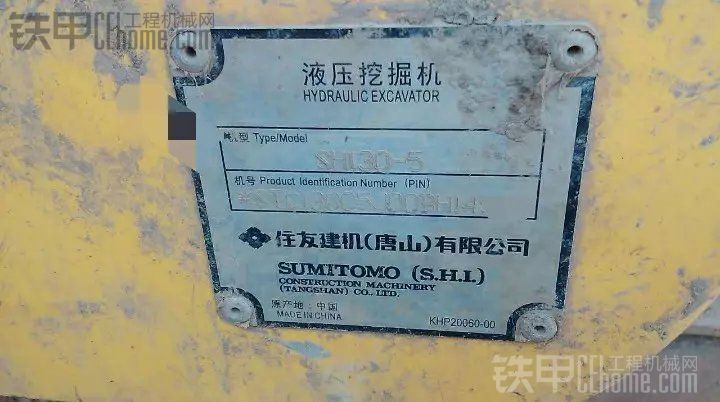 铁甲 工程机械网
CChome.com
液压挖掘机
HYDRAULIC EXCAVATOR
机型 Type/Model
SH130-5
机号 Product Identification Number (PIN)
住友建机(唐山)有限公司
SUMITOMO (S.H.I.)
CONSTRUCTION MACHINERY
(TANGSHAN) CO., LTD.
原产地:中国
MADE IN CHINA
KHP20060-00
铁甲 工程机械网
CChome.com